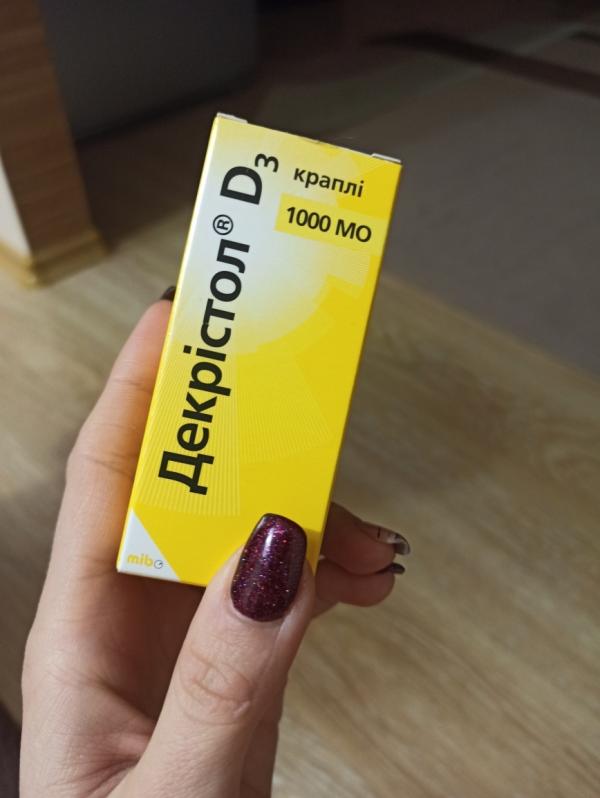 Декрістол® D₃
краплі
1000 МО
mibe